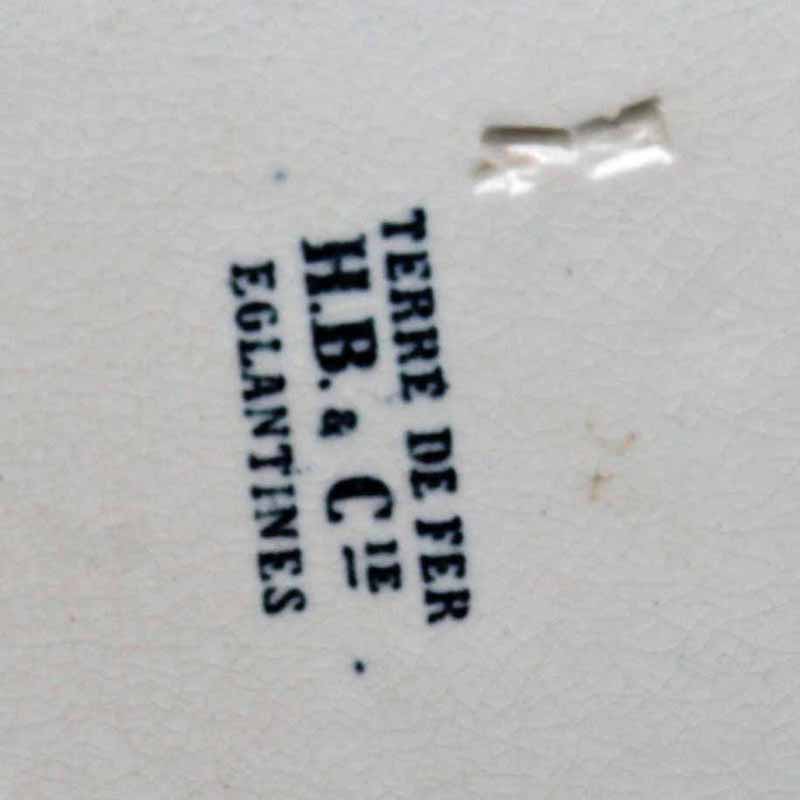 TERRE DE FER
H.B. & CIE
EGLANTINES